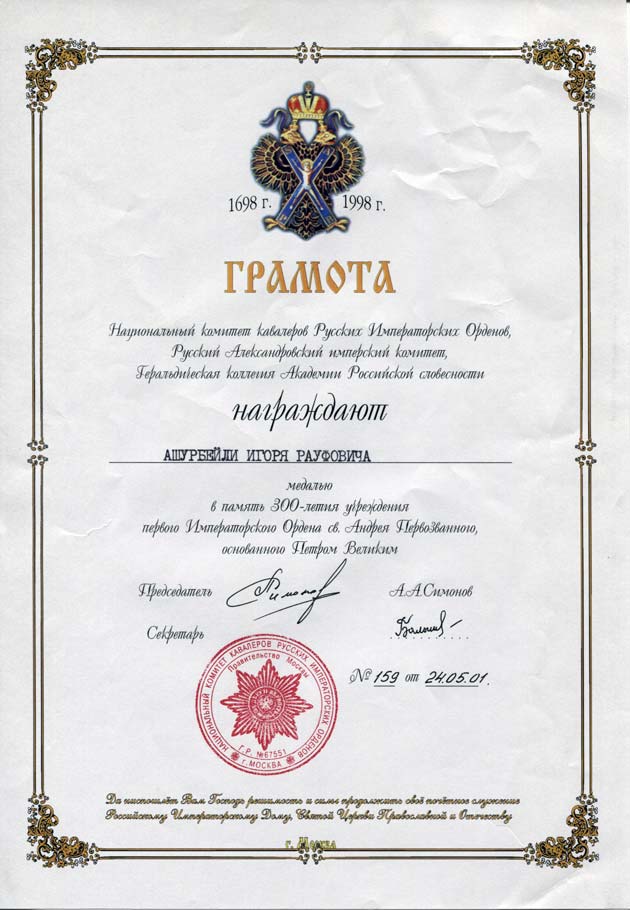 1698 г. 1998 г.
ГРАМОТА
Национальный комитет кавалеров Русских Императорских Орденов,
Русский Александровский имперский комитет,
Геральдическая коллегия Академии Российской словесности
награждают
АШУРБЕЙЛИ ИГОРЯ РАУФОВИЧА
медалью
в память 300-летия учреждения
первого Императорского Ордена св. Андрея Первозванного,
основанного Петром Великим
Председатель А.А.Симонов
Секретарь
НАЦИОНАЛЬНЫЙ КОМИТЕТ КАВАЛЕРОВ РУССКИХ ИМПЕРАТОРСКИХ ОРДЕНОВ
Правительство Москвы
Г.Р. №67551
г. МОСКВА
№ 159 от 24.05.01.
Да ниспошлёт Вам Господь решимость и силы продолжить своё почётное служение
Российскому Императорскому Дому, Святой Церкви Православной и Отечеству
г. Москва